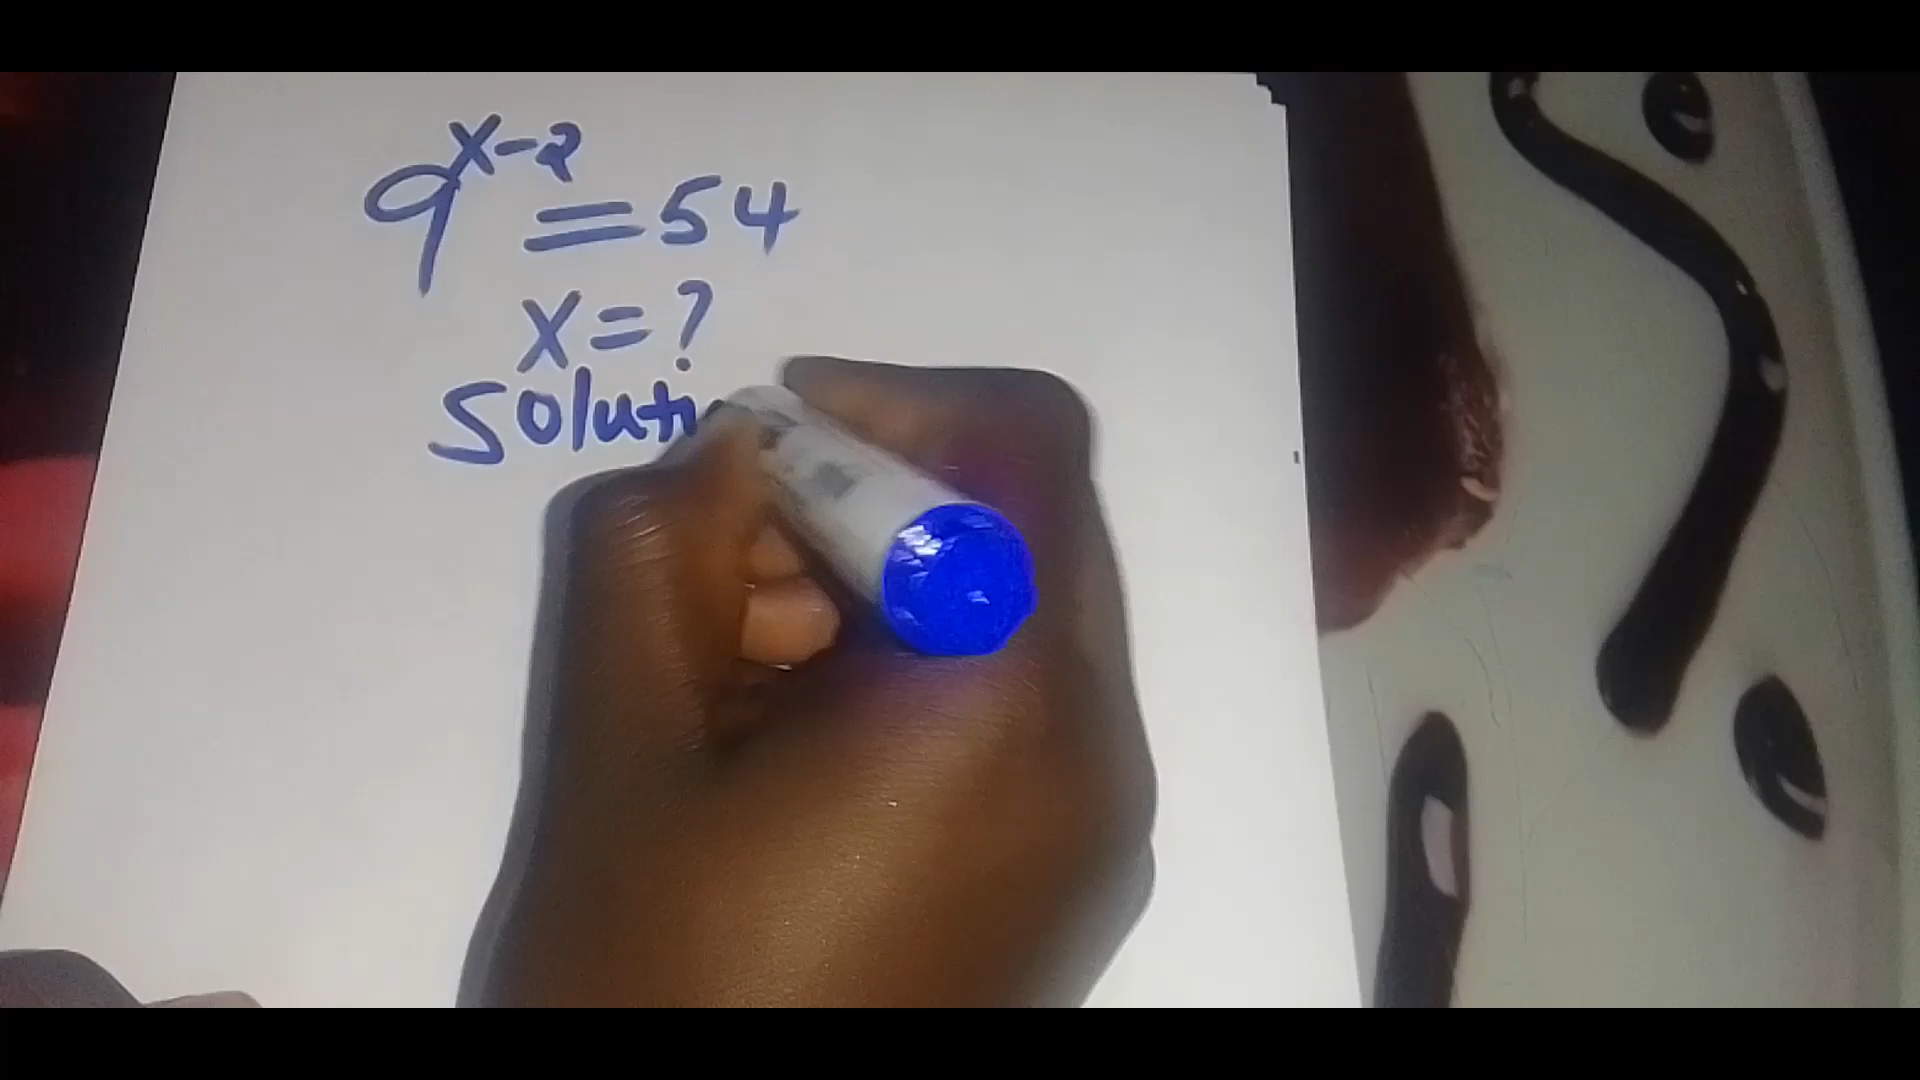 9^{x-2} = 54
x = ?
Soluti